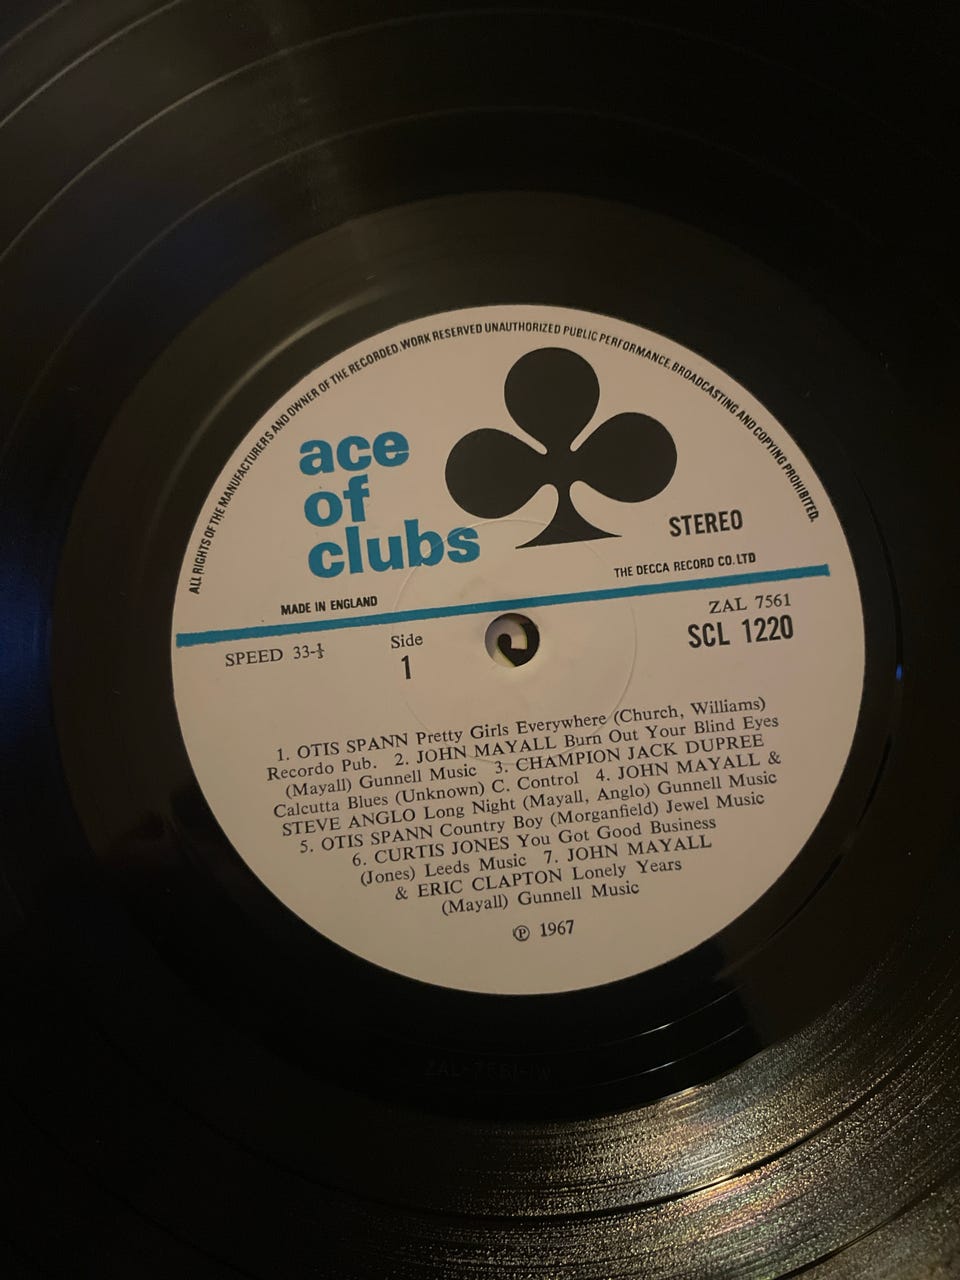 ALL RIGHTS OF THE MANUFACTURERS AND OWNER OF THE RECORDED.WORK RESERVED UNAUTHORIZED PUBLIC PERFORMANCE,BROADCASTING AND COPYING PROHIBITED.
ace
of
clubs
STEREO
THE DECCA RECORD CO.LTD
MADE IN ENGLAND
ZAL 7561
SPEED 33-⅓
Side
SCL 1220
1
1. OTIS SPANN Pretty Girls Everywhere (Church, Williams)
Recordo Pub. 2. JOHN MAYALL Burn Out Your Blind Eyes
(Mayall) Gunnell Music 3. CHAMPION JACK DUPREE
Calcutta Blues (Unknown) C. Control 4. JOHN MAYALL &
STEVE ANGLO Long Night (Mayall, Anglo) Gunnell Music
5. OTIS SPANN Country Boy (Morganfield) Jewel Music
6. CURTIS JONES You Got Good Business
(Jones) Leeds Music 7. JOHN MAYALL
& ERIC CLAPTON Lonely Years
(Mayall) Gunnell Music
℗ 1967
ZAL-7561-1W